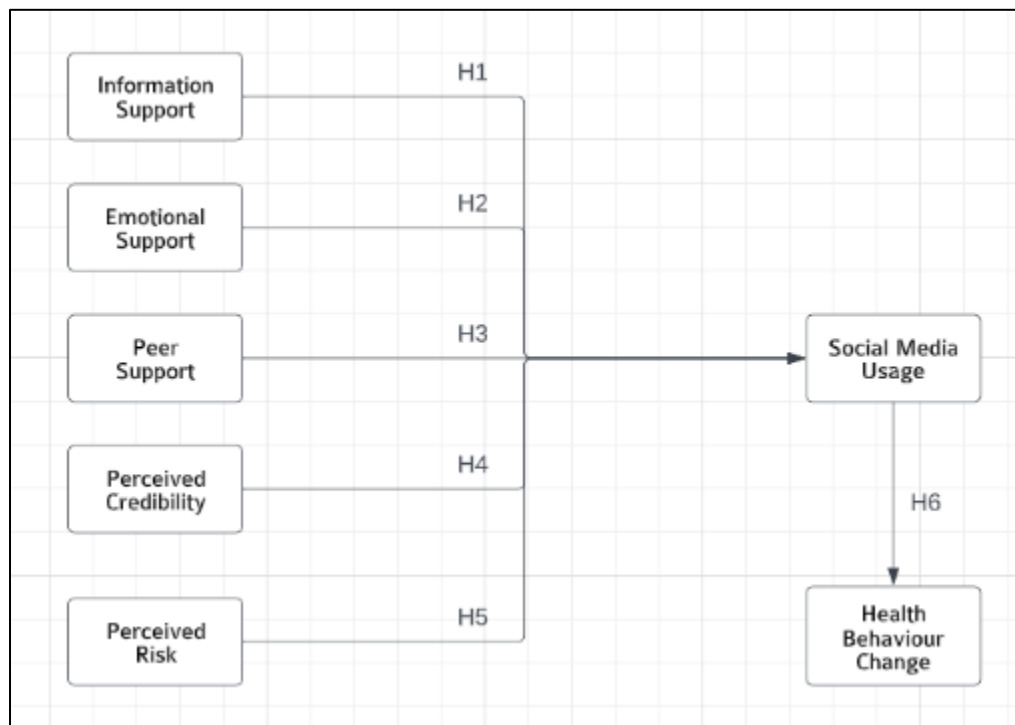 H1
Information
Support
H2
Emotional
Support
H3
Peer
Support
Social Media
Usage
H4
Perceived
Credibility
H6
H5
Perceived
Risk
Health
Behaviour
Change